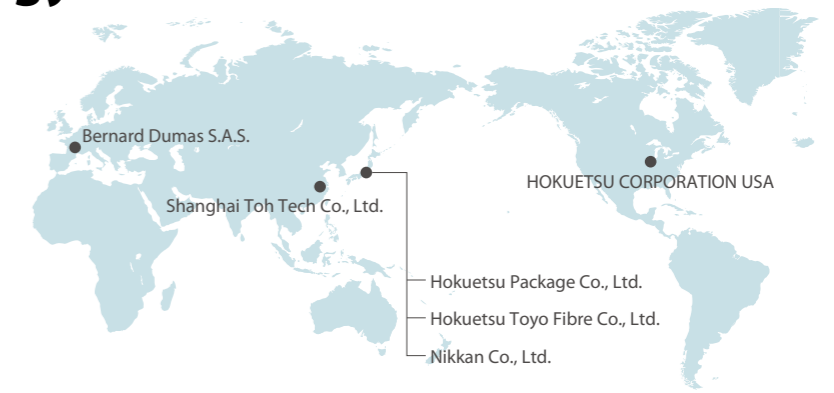 Bernard Dumas S.A.S.
Shanghai Toh Tech Co., Ltd.
HOKUETSU CORPORATION USA
Hokuetsu Package Co., Ltd.
Hokuetsu Toyo Fibre Co., Ltd.
Nikkan Co., Ltd.